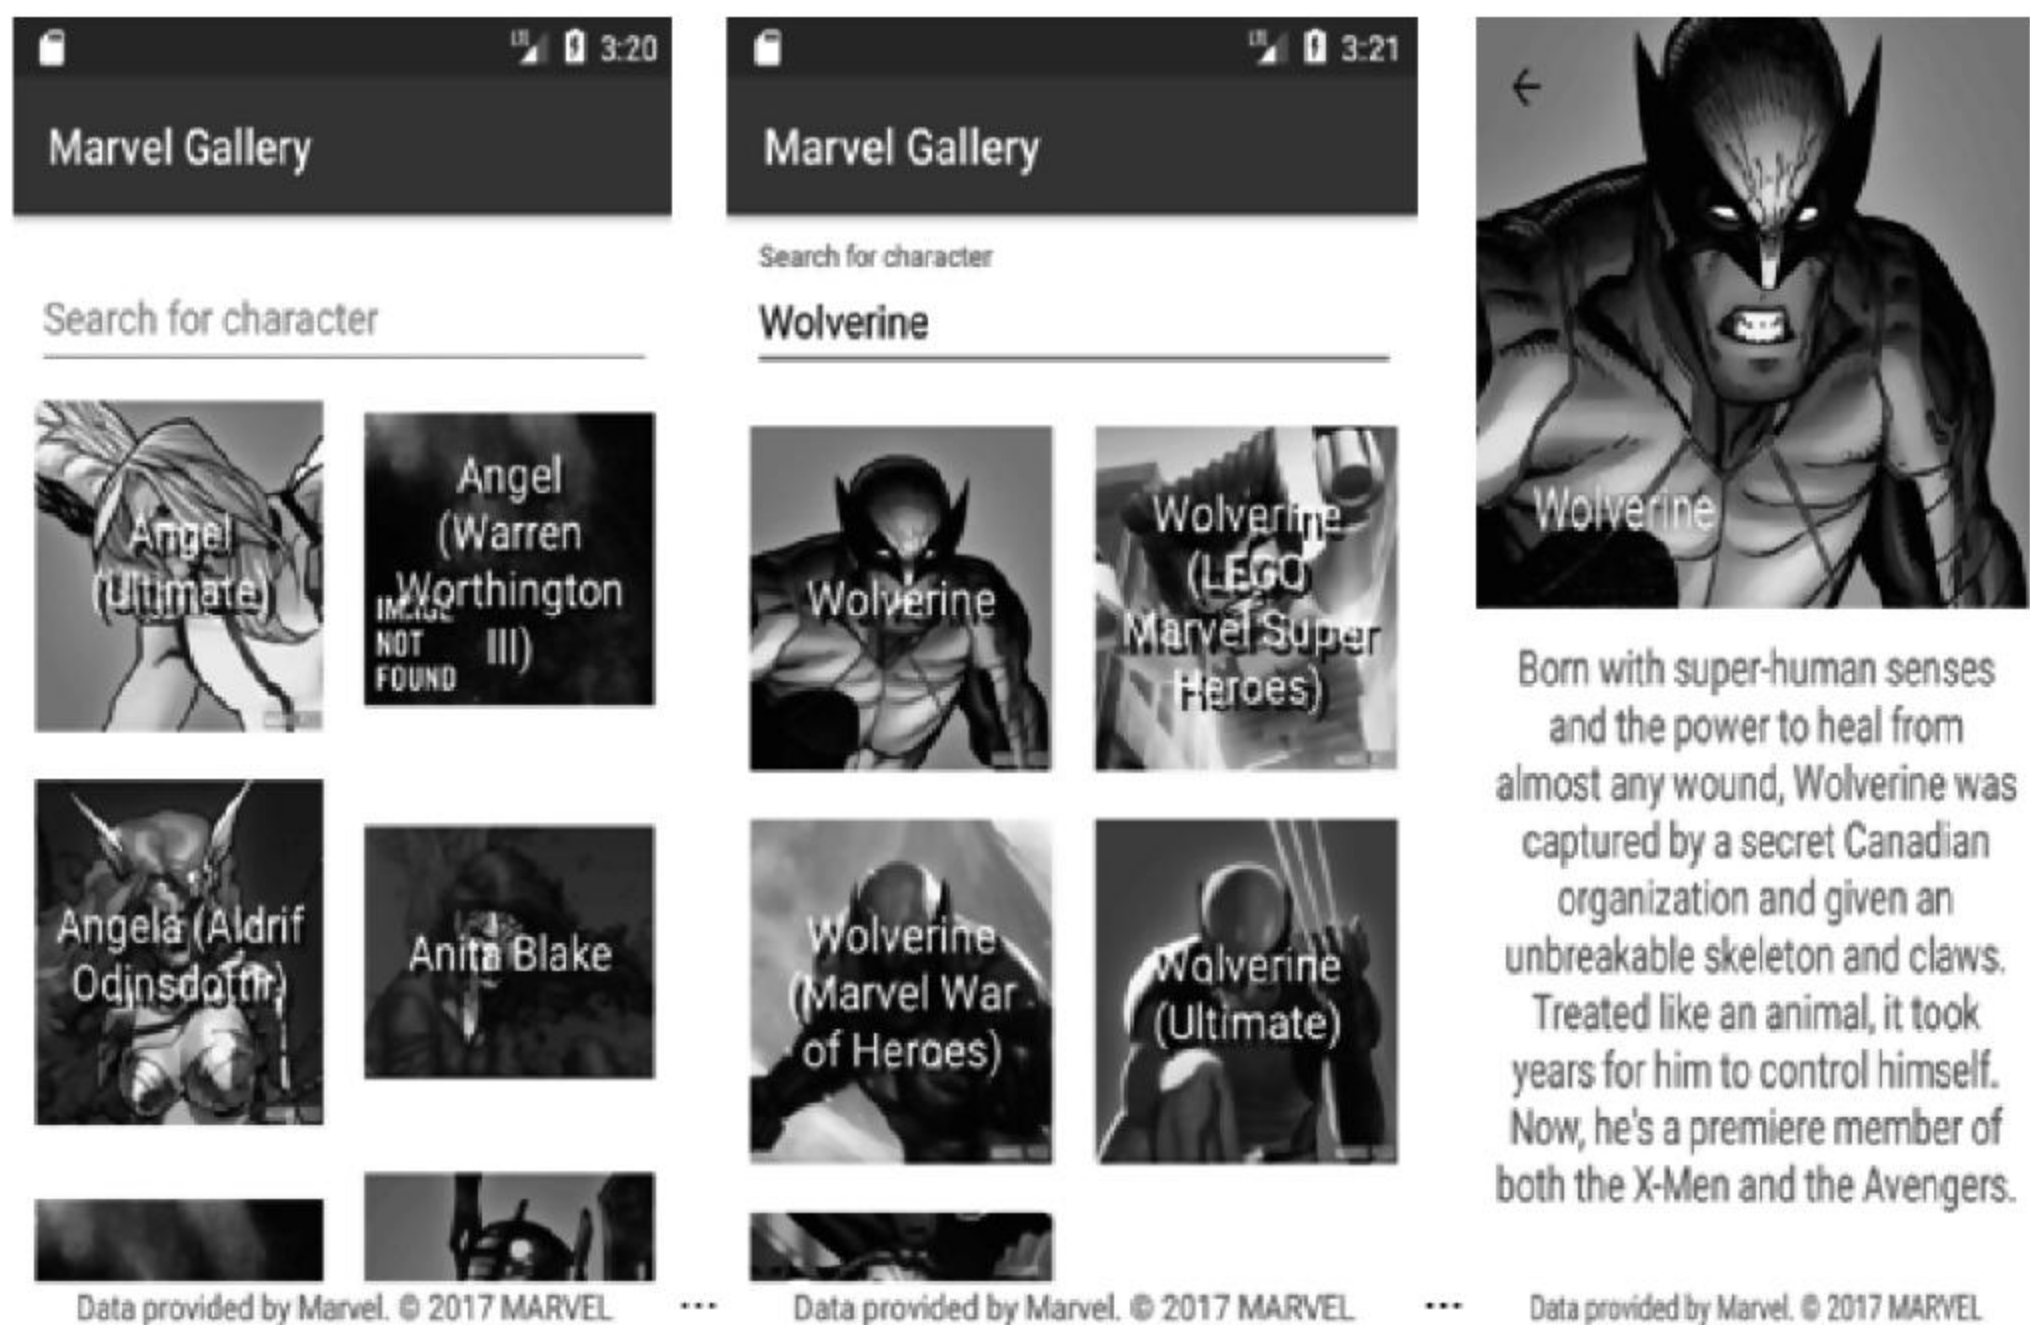 3:20
Marvel Gallery
Search for character
Angel
(Ultimate)
Angel
(Warren
Worthington
III)
IMAGE
NOT
FOUND
Angela (Aldrif
Odinsdottir)
Anita Blake
Data provided by Marvel. © 2017 MARVEL
...
3:21
Marvel Gallery
Search for character
Wolverine
Wolverine
Wolverine
(LEGO
Marvel Super
Heroes)
Wolverine
(Marvel War
of Heroes)
Wolverine
(Ultimate)
Data provided by Marvel. © 2017 MARVEL
...
Wolverine
Born with super-human senses
and the power to heal from
almost any wound, Wolverine was
captured by a secret Canadian
organization and given an
unbreakable skeleton and claws.
Treated like an animal, it took
years for him to control himself.
Now, he's a premiere member of
both the X-Men and the Avengers.
Data provided by Marvel. © 2017 MARVEL